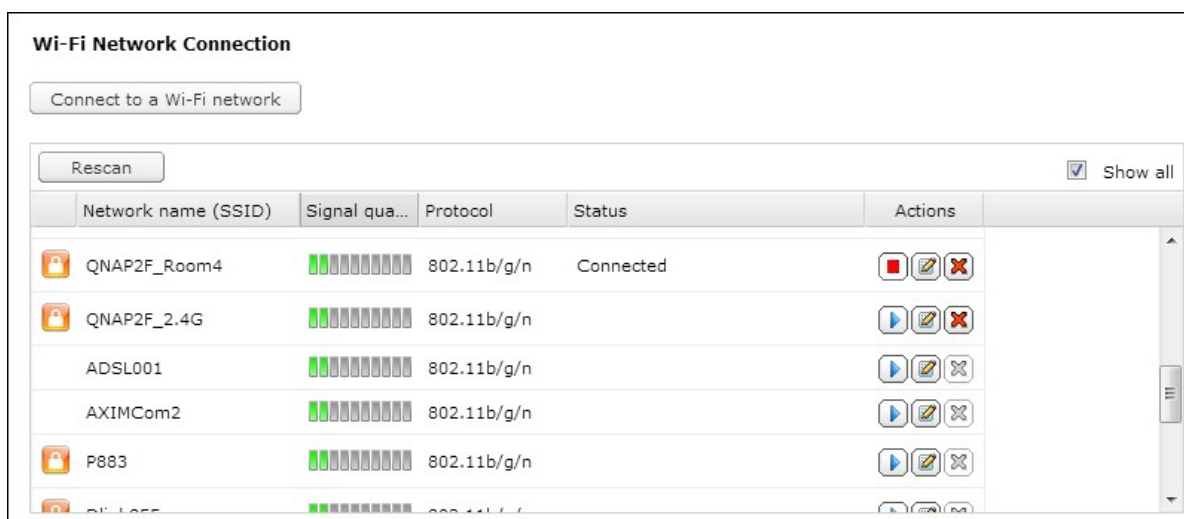 Wi-Fi Network Connection
Connect to a Wi-Fi network
Rescan
Show all
Network name (SSID) Signal qua... Protocol Status Actions
QNAP2F_Room4 802.11b/g/n Connected
QNAP2F_2.4G 802.11b/g/n
ADSL001 802.11b/g/n
AXIMCom2 802.11b/g/n
P883 802.11b/g/n